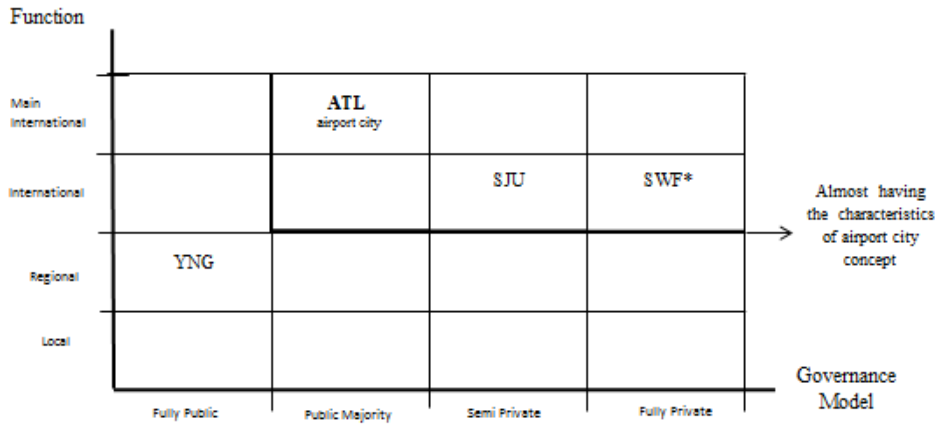 Function
Main
International
ATL
airport city
International
SJU
SWF*
Almost having
the characteristics
of airport city
concept
Regional
YNG
Local
Governance
Model
Fully Public
Public Majority
Semi Private
Fully Private